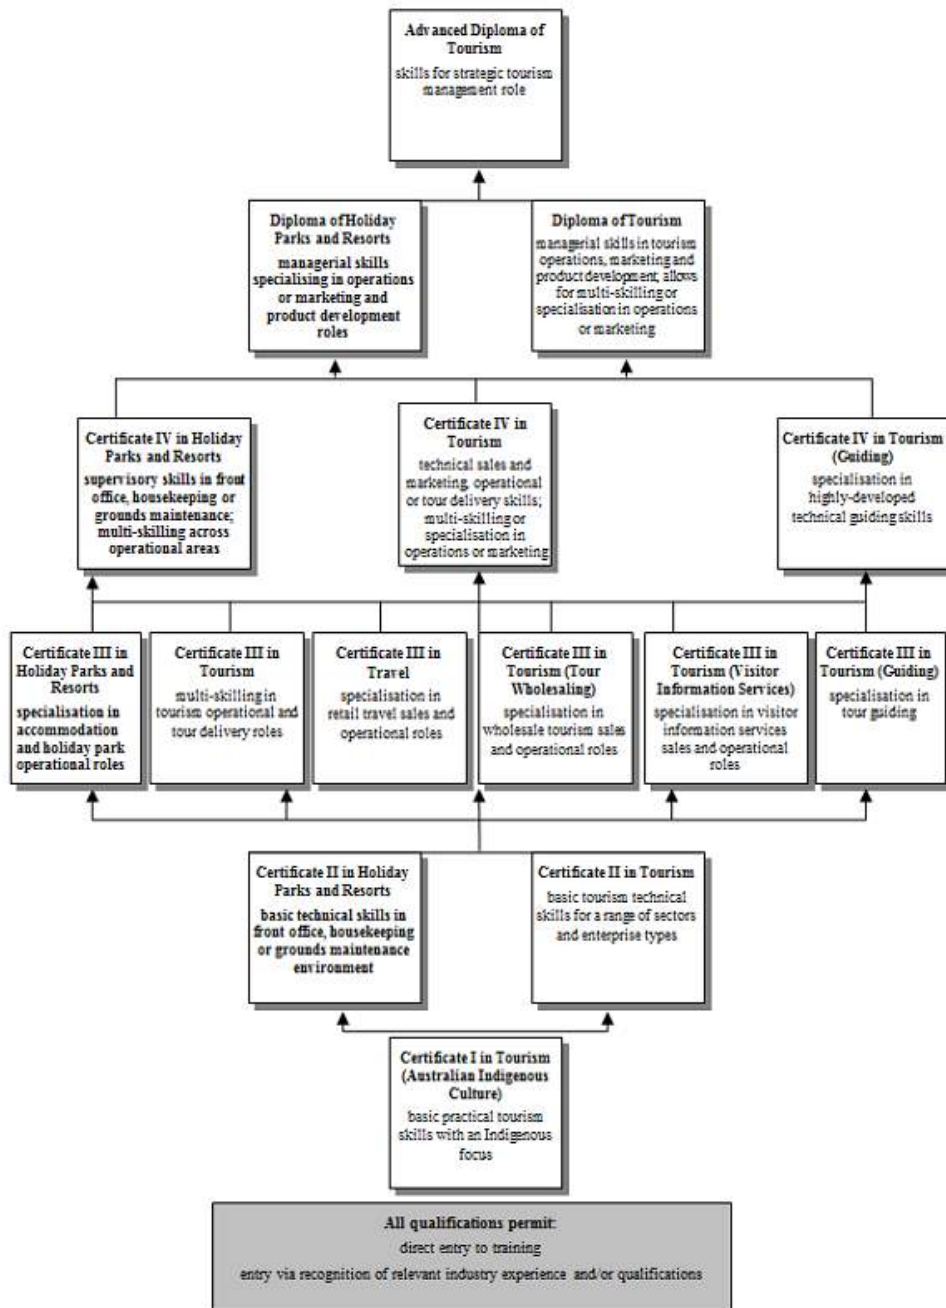 Advanced Diploma of
Tourism
skills for strategic tourism
management role
Diploma of Holiday
Parks and Resorts
managerial skills
specialising in operations
or marketing and
product development
roles
Diploma of Tourism
managerial skills in tourism
operations, marketing and
product development; allows
for multi-skilling or
specialisation in operations
or marketing
Certificate IV in Holiday
Parks and Resorts
supervisory skills in front
office, housekeeping or
grounds maintenance;
multi-skilling across
operational areas
Certificate IV in
Tourism
technical sales and
marketing, operational
or tour delivery skills;
multi-skilling or
specialisation in
operations or marketing
Certificate IV in Tourism
(Guiding)
specialisation in
highly-developed
technical guiding skills
Certificate III in
Holiday Parks and
Resorts
specialisation in
accommodation
and holiday park
operational roles
Certificate III in
Tourism
multi-skilling in
tourism operational and
tour delivery roles
Certificate III in
Travel
specialisation in
retail travel sales and
operational roles
Certificate III in
Tourism (Tour
Wholesaling)
specialisation in
wholesale tourism sales
and operational roles
Certificate III in
Tourism (Visitor
Information Services)
specialisation in visitor
information services
sales and operational
roles
Certificate III in
Tourism (Guiding)
specialisation in
tour guiding
Certificate II in Holiday
Parks and Resorts
basic technical skills in
front office, housekeeping
or grounds maintenance
environment
Certificate II in Tourism
basic tourism technical
skills for a range of sectors
and enterprise types
Certificate I in Tourism
(Australian Indigenous
Culture)
basic practical tourism
skills with an Indigenous
focus
All qualifications permit:
direct entry to training
entry via recognition of relevant industry experience and/or qualifications